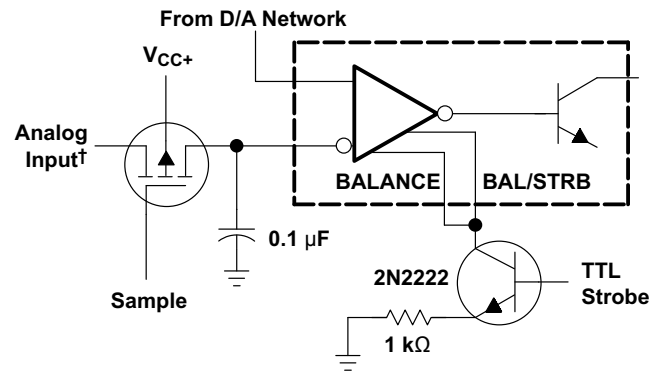 From D/A Network
VCC+
Analog
Input†
BALANCE
BAL/STRB
0.1 µF
2N2222
TTL
Strobe
Sample
1 kΩ